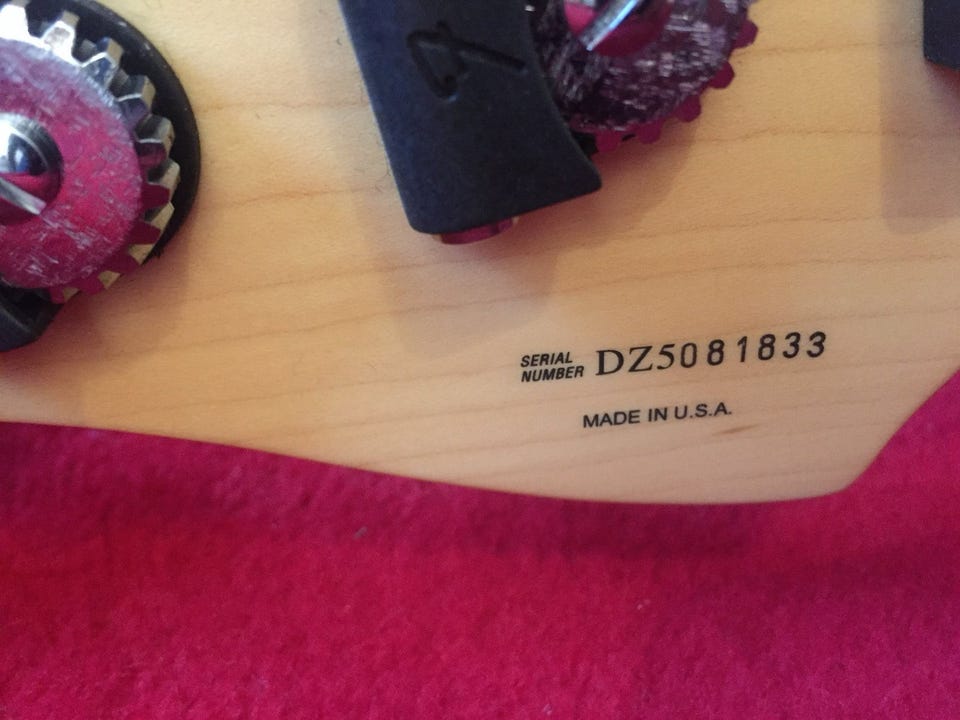 SERIAL
NUMBER DZ5081833
MADE IN U.S.A.